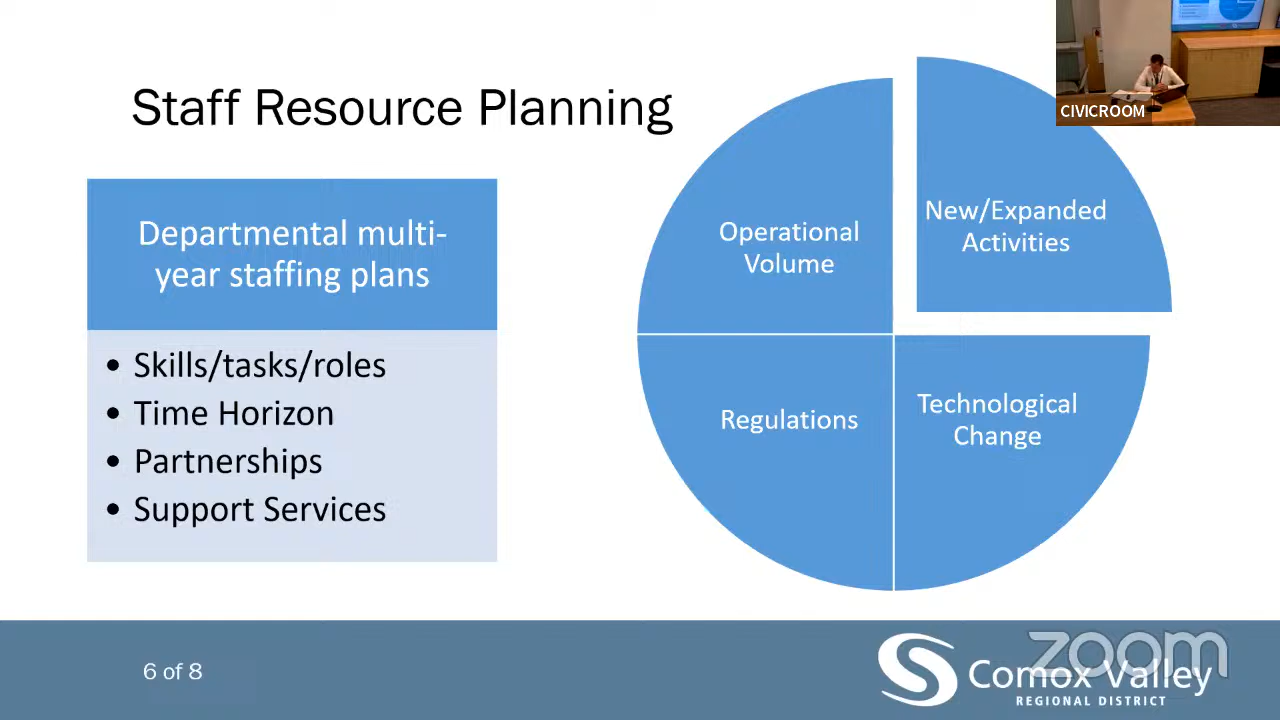 Staff Resource Planning
CIVICROOM
Departmental multi-
year staffing plans
• Skills/tasks/roles
• Time Horizon
• Partnerships
• Support Services
Operational
Volume
New/Expanded
Activities
Regulations
Technological
Change
6 of 8
zoom
Comox Valley
REGIONAL DISTRICT